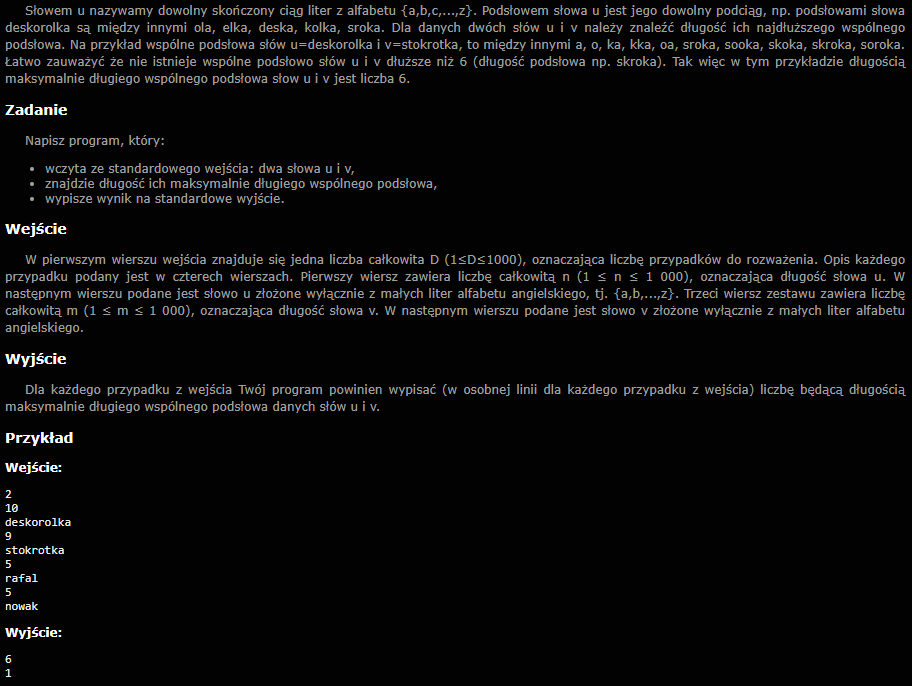 Słowem u nazywamy dowolny skończony ciąg liter z alfabetu {a,b,c,...,z}. Podsłowem słowa u jest jego dowolny podciąg, np. podsłowami słowa
deskorolka są między innymi ola, elka, deska, kolka, sroka. Dla danych dwóch słów u i v należy znaleźć długość ich najdłuższego wspólnego
podsłowa. Na przykład wspólne podsłowa słów u=deskorolka i v=stokrotka, to między innymi a, o, ka, kka, oa, sroka, sooka, skoka, skroka, soroka.
Łatwo zauważyć że nie istnieje wspólne podsłowo słów u i v dłuższe niż 6 (długość podsłowa np. skroka). Tak więc w tym przykładzie długością
maksymalnie długiego wspólnego podsłowa słow u i v jest liczba 6.
Zadanie
Napisz program, który:
• wczyta ze standardowego wejścia: dwa słowa u i v,
• znajdzie długość ich maksymalnie długiego wspólnego podsłowa,
• wypisze wynik na standardowe wyjście.
Wejście
W pierwszym wierszu wejścia znajduje się jedna liczba całkowita D (1≤D≤1000), oznaczająca liczbę przypadków do rozważenia. Opis każdego
przypadku podany jest w czterech wierszach. Pierwszy wiersz zawiera liczbę całkowitą n (1 ≤ n ≤ 1 000), oznaczająca długość słowa u. W
następnym wierszu podane jest słowo u złożone wyłącznie z małych liter alfabetu angielskiego, tj. {a,b,...,z}. Trzeci wiersz zestawu zawiera liczbę
całkowitą m (1 ≤ m ≤ 1 000), oznaczająca długość słowa v. W następnym wierszu podane jest słowo v złożone wyłącznie z małych liter alfabetu
angielskiego.
Wyjście
Dla każdego przypadku z wejścia Twój program powinien wypisać (w osobnej linii dla każdego przypadku z wejścia) liczbę będącą długością
maksymalnie długiego wspólnego podsłowa danych słów u i v.
Przykład
Wejście:
2
10
deskorolka
9
stokrotka
5
rafal
5
nowak
Wyjście:
6
1